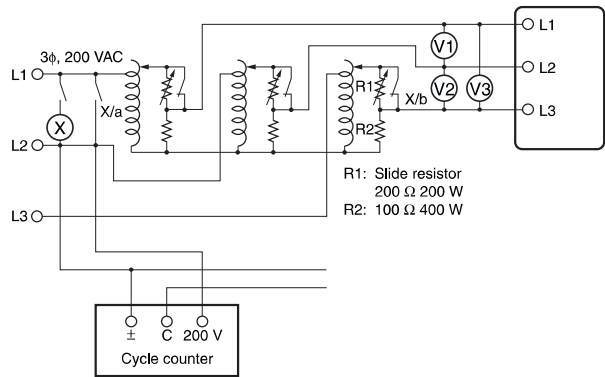 3ϕ, 200 VAC
L1
X/a
X
L2
L3
R1
R2
X/b
V1
V2
V3
L1
L2
L3
R1: Slide resistor
200 Ω 200 W
R2: 100 Ω 400 W
± C 200 V
Cycle counter